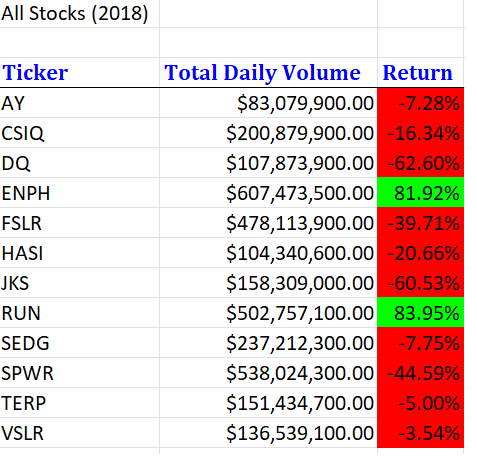 All Stocks (2018)
Ticker Total Daily Volume Return
AY $83,079,900.00 -7.28%
CSIQ $200,879,900.00 -16.34%
DQ $107,873,900.00 -62.60%
ENPH $607,473,500.00 81.92%
FSLR $478,113,900.00 -39.71%
HASI $104,340,600.00 -20.66%
JKS $158,309,000.00 -60.53%
RUN $502,757,100.00 83.95%
SEDG $237,212,300.00 -7.75%
SPWR $538,024,300.00 -44.59%
TERP $151,434,700.00 -5.00%
VSLR $136,539,100.00 -3.54%